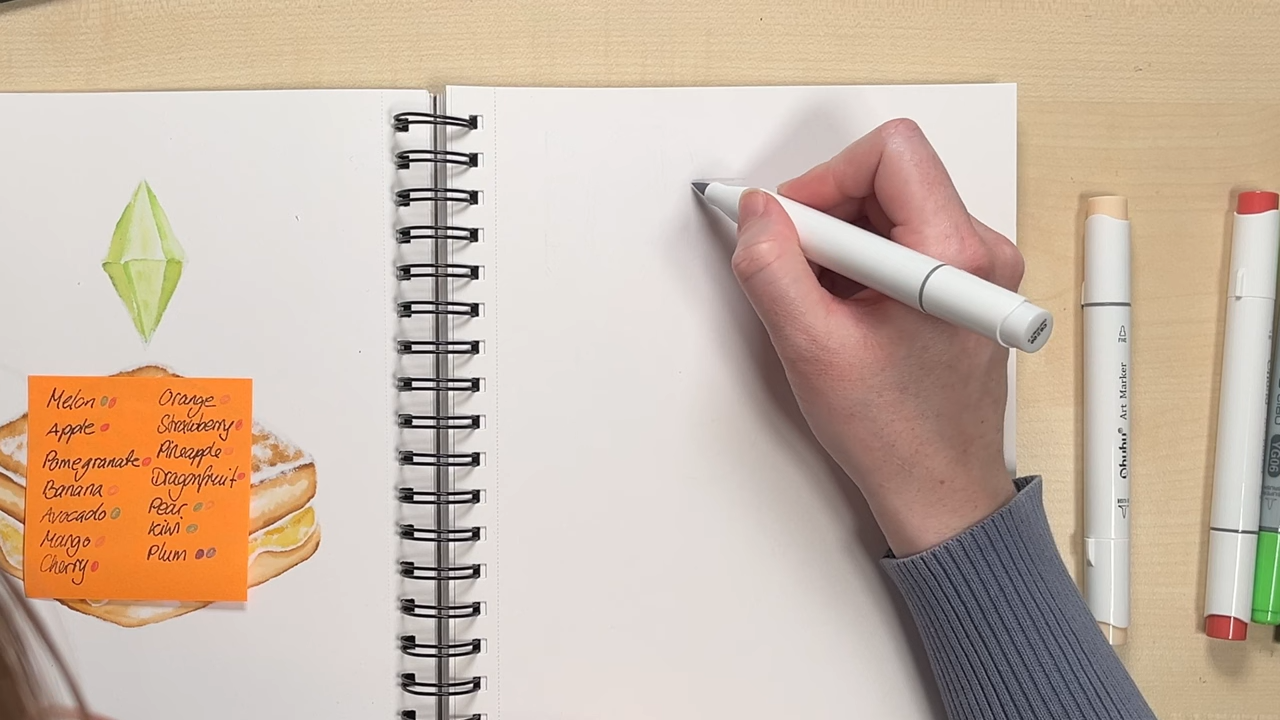 Melon
Apple
Pomegranate
Banana
Avocado
Mango
Cherry
Orange
Strawberry
Pineapple
Dragonfruit
Pear
Kiwi
Plum
Ohuhu® Art Marker